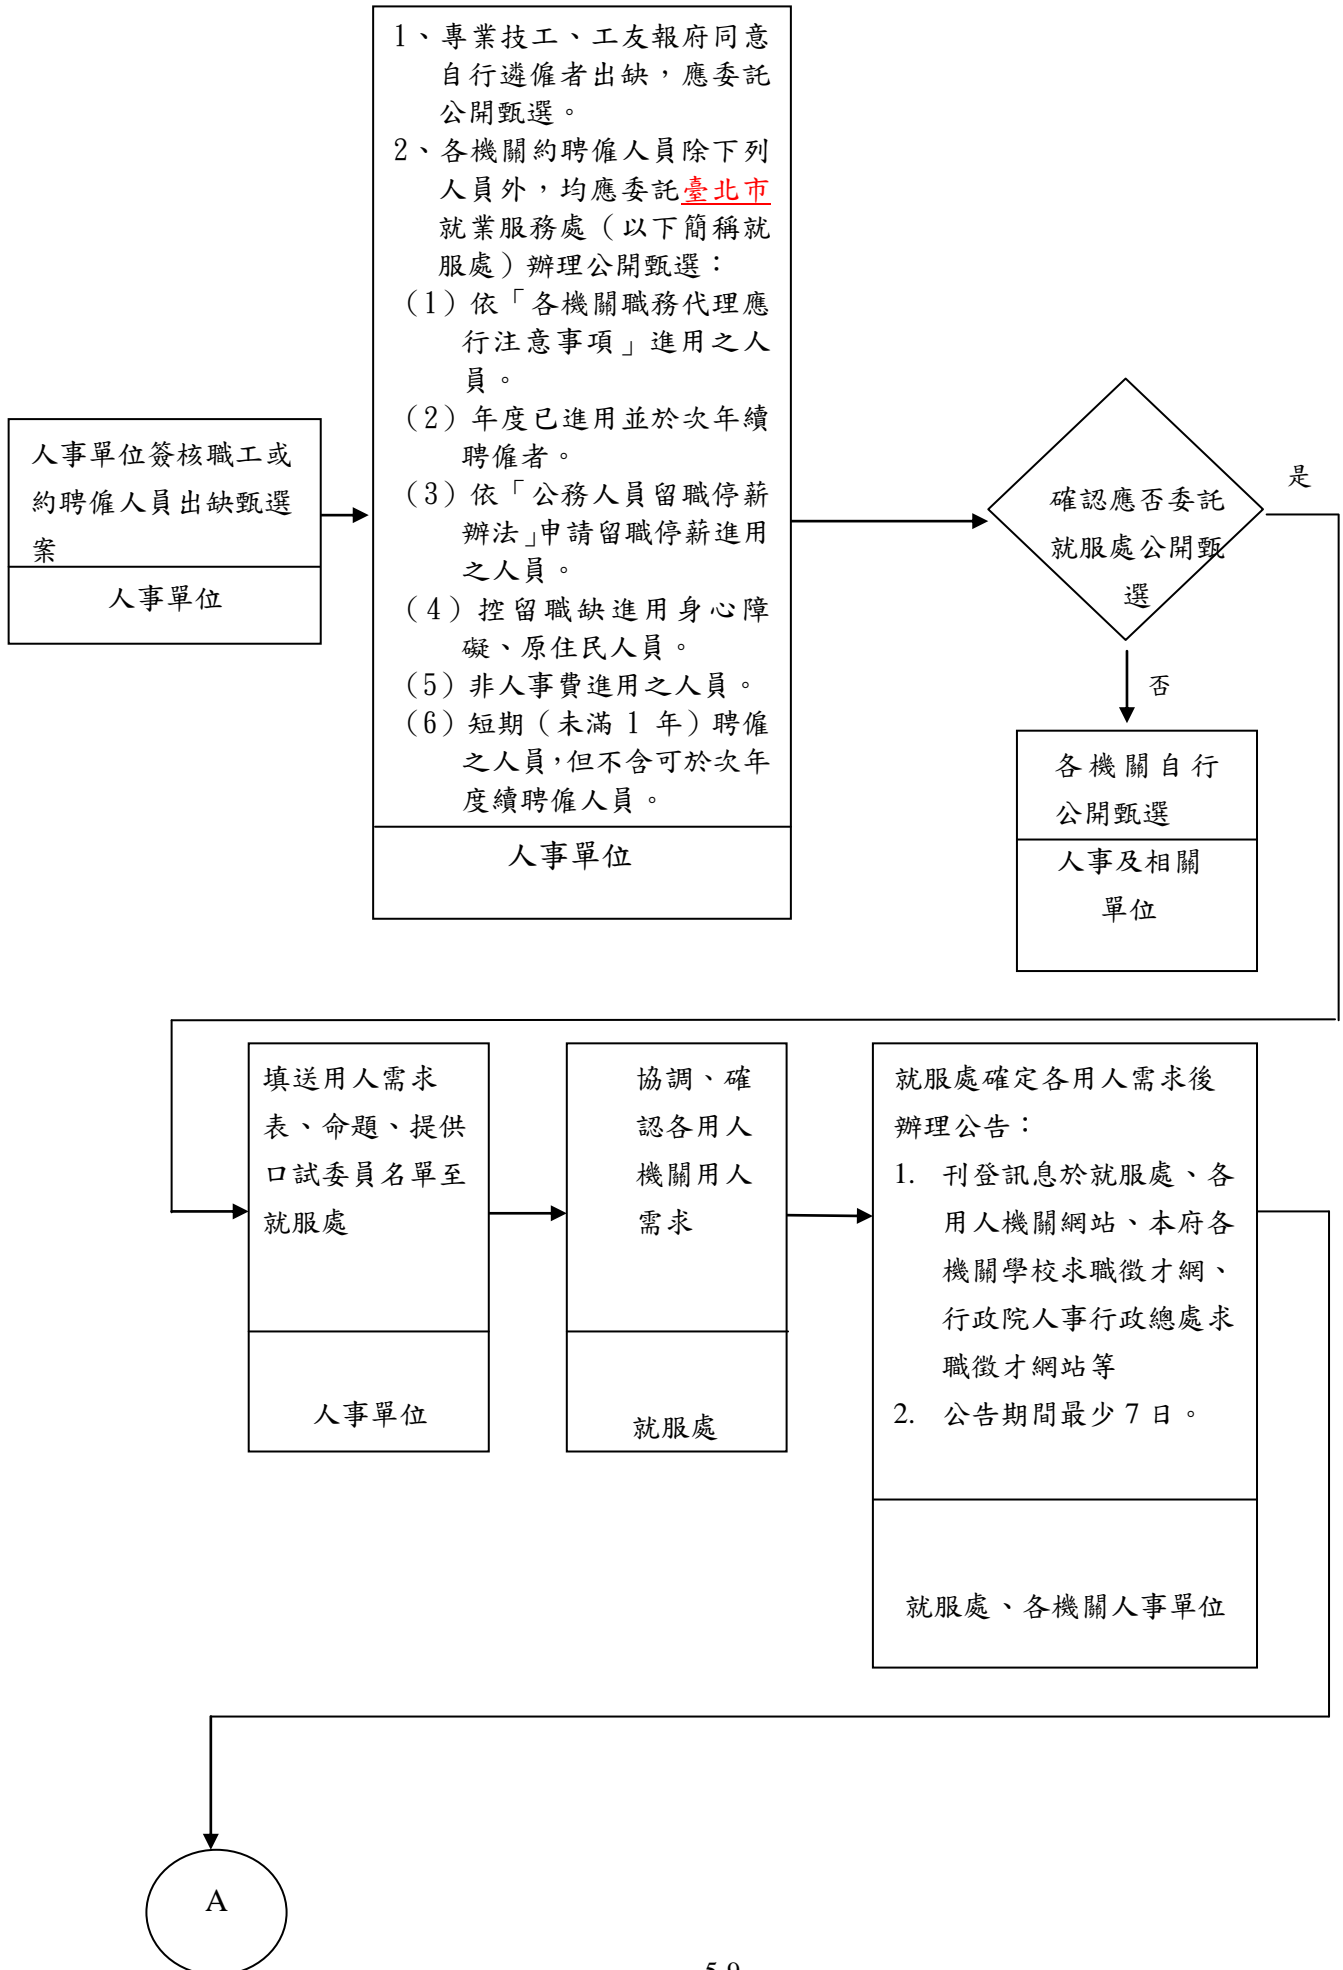 1、專業技工、工友報府同意
自行遴僱者出缺，應委託
公開甄選。
2、各機關約聘僱人員除下列
人員外，均應委託臺北市
就業服務處（以下簡稱就
服處）辦理公開甄選：
（1）依「各機關職務代理應
行注意事項」進用之人
員。
（2）年度已進用並於次年續
聘僱者。
（3）依「公務人員留職停薪
辦法」申請留職停薪進用
之人員。
（4）控留職缺進用身心障
礙、原住民人員。
（5）非人事費進用之人員。
（6）短期（未滿 1 年）聘僱
之人員，但不含可於次年
度續聘僱人員。
人事單位
人事單位簽核職工或
約聘僱人員出缺甄選
案
人事單位
確認應否委託
就服處公開甄
選
是
否
各機關自行
公開甄選
人事及相關
單位
填送用人需求
表、命題、提供
口試委員名單至
就服處
人事單位
協調、確
認各用人
機關用人
需求
就服處
就服處確定各用人需求後
辦理公告：
1. 刊登訊息於就服處、各
用人機關網站、本府各
機關學校求職徵才網、
行政院人事行政總處求
職徵才網站等
2. 公告期間最少 7 日。
就服處、各機關人事單位
A